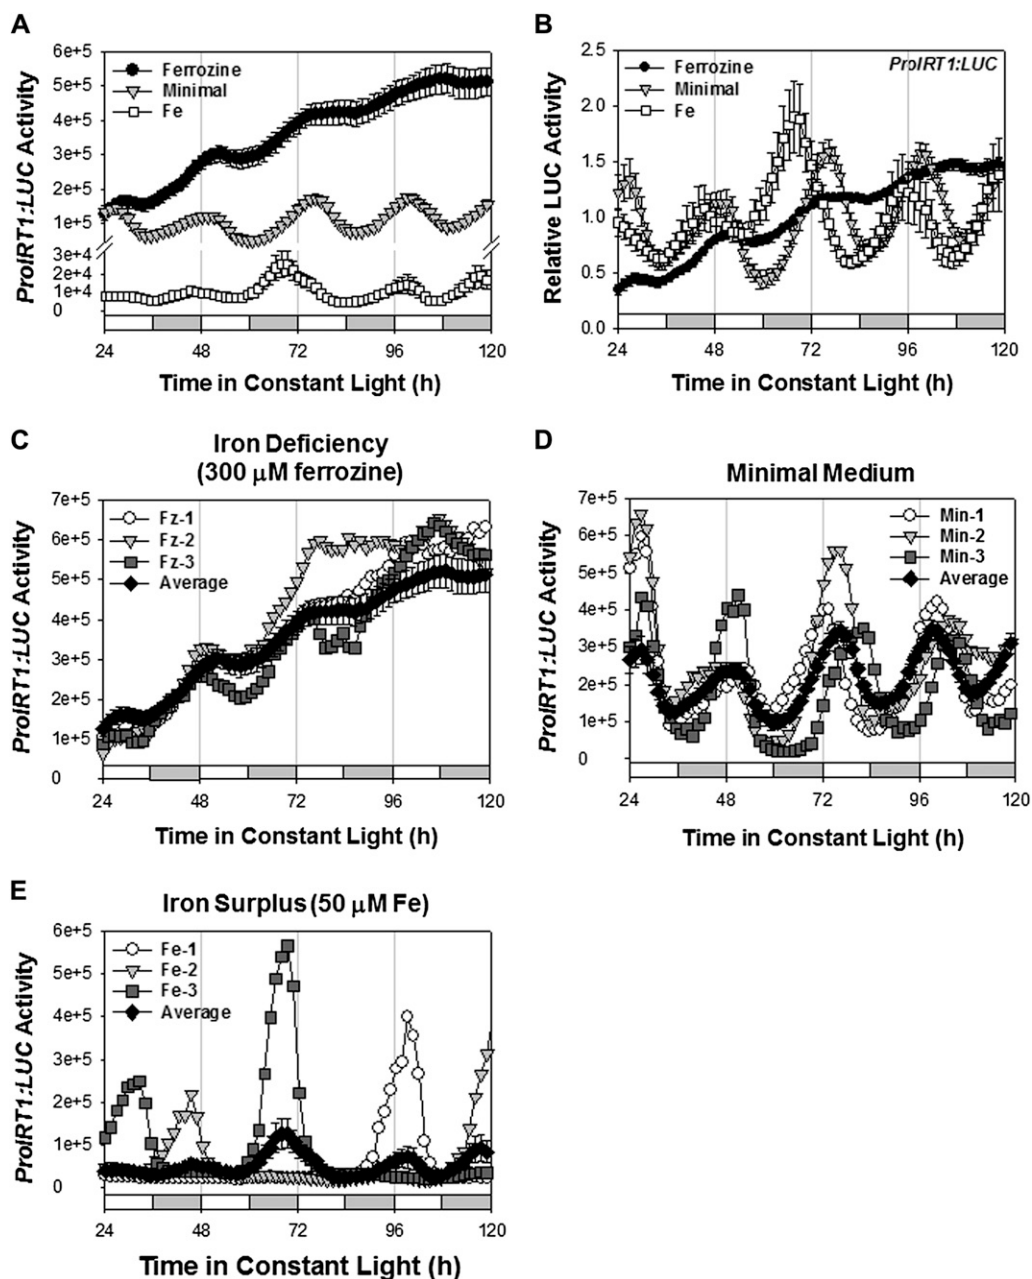 A
ProIRT1:LUC Activity
6e+5
5e+5
4e+5
3e+5
2e+5
1e+5
3e+4
2e+4
1e+4
0
Ferrozine
Minimal
Fe
24 48 72 96 120
Time in Constant Light (h)
B
Relative LUC Activity
2.5
2.0
1.5
1.0
0.5
0.0
Ferrozine
Minimal
Fe
ProIRT1:LUC
24 48 72 96 120
Time in Constant Light (h)
C
Iron Deficiency
(300 μM ferrozine)
ProIRT1:LUC Activity
7e+5
6e+5
5e+5
4e+5
3e+5
2e+5
1e+5
0
Fz-1
Fz-2
Fz-3
Average
24 48 72 96 120
Time in Constant Light (h)
D
Minimal Medium
ProIRT1:LUC Activity
7e+5
6e+5
5e+5
4e+5
3e+5
2e+5
1e+5
0
Min-1
Min-2
Min-3
Average
24 48 72 96 120
Time in Constant Light (h)
E
Iron Surplus (50 μM Fe)
ProIRT1:LUC Activity
6e+5
5e+5
4e+5
3e+5
2e+5
1e+5
0
Fe-1
Fe-2
Fe-3
Average
24 48 72 96 120
Time in Constant Light (h)